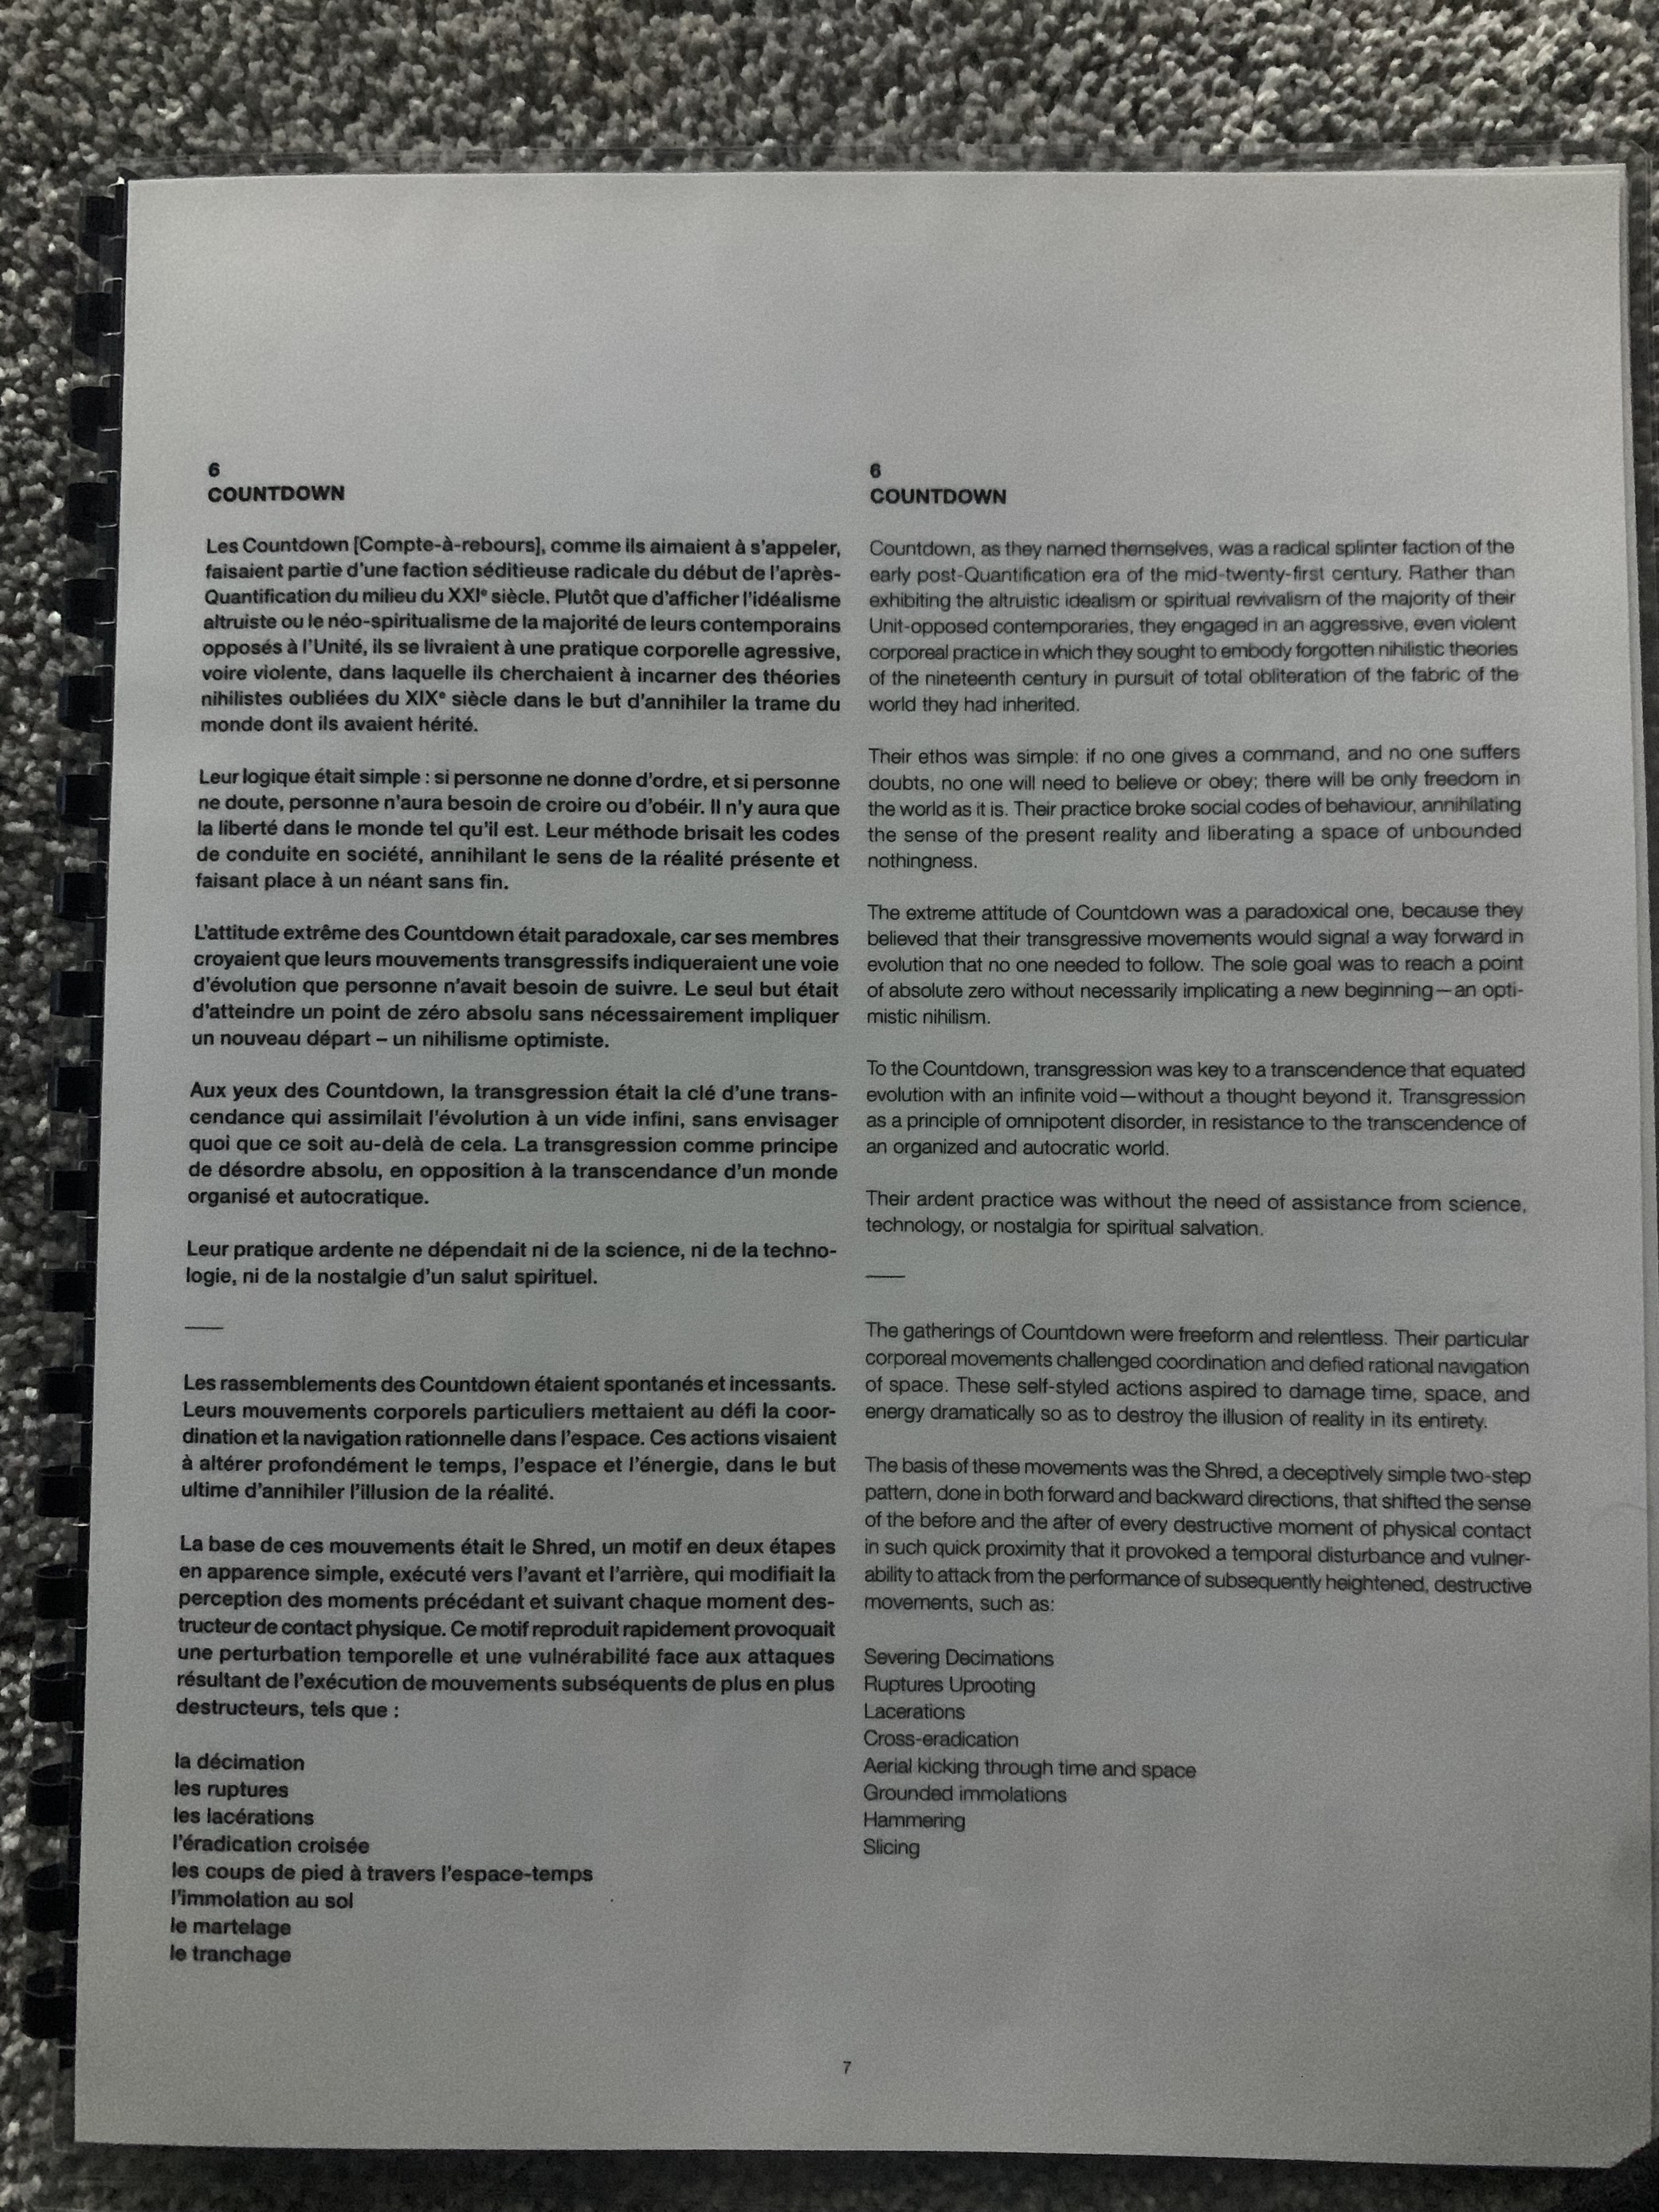 6
COUNTDOWN
Les Countdown [Compte-à-rebours], comme ils aimaient à s'appeler,
faisaient partie d'une faction séditieuse radicale du début de l'après-
Quantification du milieu du XXIe siècle. Plutôt que d'afficher l'idéalisme
altruiste ou le néo-spiritualisme de la majorité de leurs contemporains
opposés à l'Unité, ils se livraient à une pratique corporelle agressive,
voire violente, dans laquelle ils cherchaient à incarner des théories
nihilistes oubliées du XIXe siècle dans le but d'annihiler la trame du
monde dont ils avaient hérité.
Leur logique était simple : si personne ne donne d'ordre, et si personne
ne doute, personne n'aura besoin de croire ou d'obéir. Il n'y aura que
la liberté dans le monde tel qu'il est. Leur méthode brisait les codes
de conduite en société, annihilant le sens de la réalité présente et
faisant place à un néant sans fin.
L'attitude extrême des Countdown était paradoxale, car ses membres
croyaient que leurs mouvements transgressifs indiqueraient une voie
d'évolution que personne n'avait besoin de suivre. Le seul but était
d'atteindre un point de zéro absolu sans nécessairement impliquer
un nouveau départ – un nihilisme optimiste.
Aux yeux des Countdown, la transgression était la clé d'une trans-
cendance qui assimilait l'évolution à un vide infini, sans envisager
quoi que ce soit au-delà de cela. La transgression comme principe
de désordre absolu, en opposition à la transcendance d'un monde
organisé et autocratique.
Leur pratique ardente ne dépendait ni de la science, ni de la techno-
logie, ni de la nostalgie d'un salut spirituel.
Les rassemblements des Countdown étaient spontanés et incessants.
Leurs mouvements corporels particuliers mettaient au défi la coor-
dination et la navigation rationnelle dans l'espace. Ces actions visaient
à altérer profondément le temps, l'espace et l'énergie, dans le but
ultime d'annihiler l'illusion de la réalité.
La base de ces mouvements était le Shred, un motif en deux étapes
en apparence simple, exécuté vers l'avant et l'arrière, qui modifiait la
perception des moments précédant et suivant chaque moment des-
tructeur de contact physique. Ce motif reproduit rapidement provoquait
une perturbation temporelle et une vulnérabilité face aux attaques
résultant de l'exécution de mouvements subséquents de plus en plus
destructeurs, tels que :
la décimation
les ruptures
les lacérations
l'éradication croisée
les coups de pied à travers l'espace-temps
l'immolation au sol
le martelage
le tranchage
6
COUNTDOWN
Countdown, as they named themselves, was a radical splinter faction of the
early post-Quantification era of the mid-twenty-first century. Rather than
exhibiting the altruistic idealism or spiritual revivalism of the majority of their
Unit-opposed contemporaries, they engaged in an aggressive, even violent
corporeal practice in which they sought to embody forgotten nihilistic theories
of the nineteenth century in pursuit of total obliteration of the fabric of the
world they had inherited.
Their ethos was simple: if no one gives a command, and no one suffers
doubts, no one will need to believe or obey; there will be only freedom in
the world as it is. Their practice broke social codes of behaviour, annihilating
the sense of the present reality and liberating a space of unbounded
nothingness.
The extreme attitude of Countdown was a paradoxical one, because they
believed that their transgressive movements would signal a way forward in
evolution that no one needed to follow. The sole goal was to reach a point
of absolute zero without necessarily implicating a new beginning—an opti-
mistic nihilism.
To the Countdown, transgression was key to a transcendence that equated
evolution with an infinite void—without a thought beyond it. Transgression
as a principle of omnipotent disorder, in resistance to the transcendence of
an organized and autocratic world.
Their ardent practice was without the need of assistance from science,
technology, or nostalgia for spiritual salvation.
The gatherings of Countdown were freeform and relentless. Their particular
corporeal movements challenged coordination and defied rational navigation
of space. These self-styled actions aspired to damage time, space, and
energy dramatically so as to destroy the illusion of reality in its entirety.
The basis of these movements was the Shred, a deceptively simple two-step
pattern, done in both forward and backward directions, that shifted the sense
of the before and the after of every destructive moment of physical contact
in such quick proximity that it provoked a temporal disturbance and vulner-
ability to attack from the performance of subsequently heightened, destructive
movements, such as:
Severing Decimations
Ruptures Uprooting
Lacerations
Cross-eradication
Aerial kicking through time and space
Grounded immolations
Hammering
Slicing
7